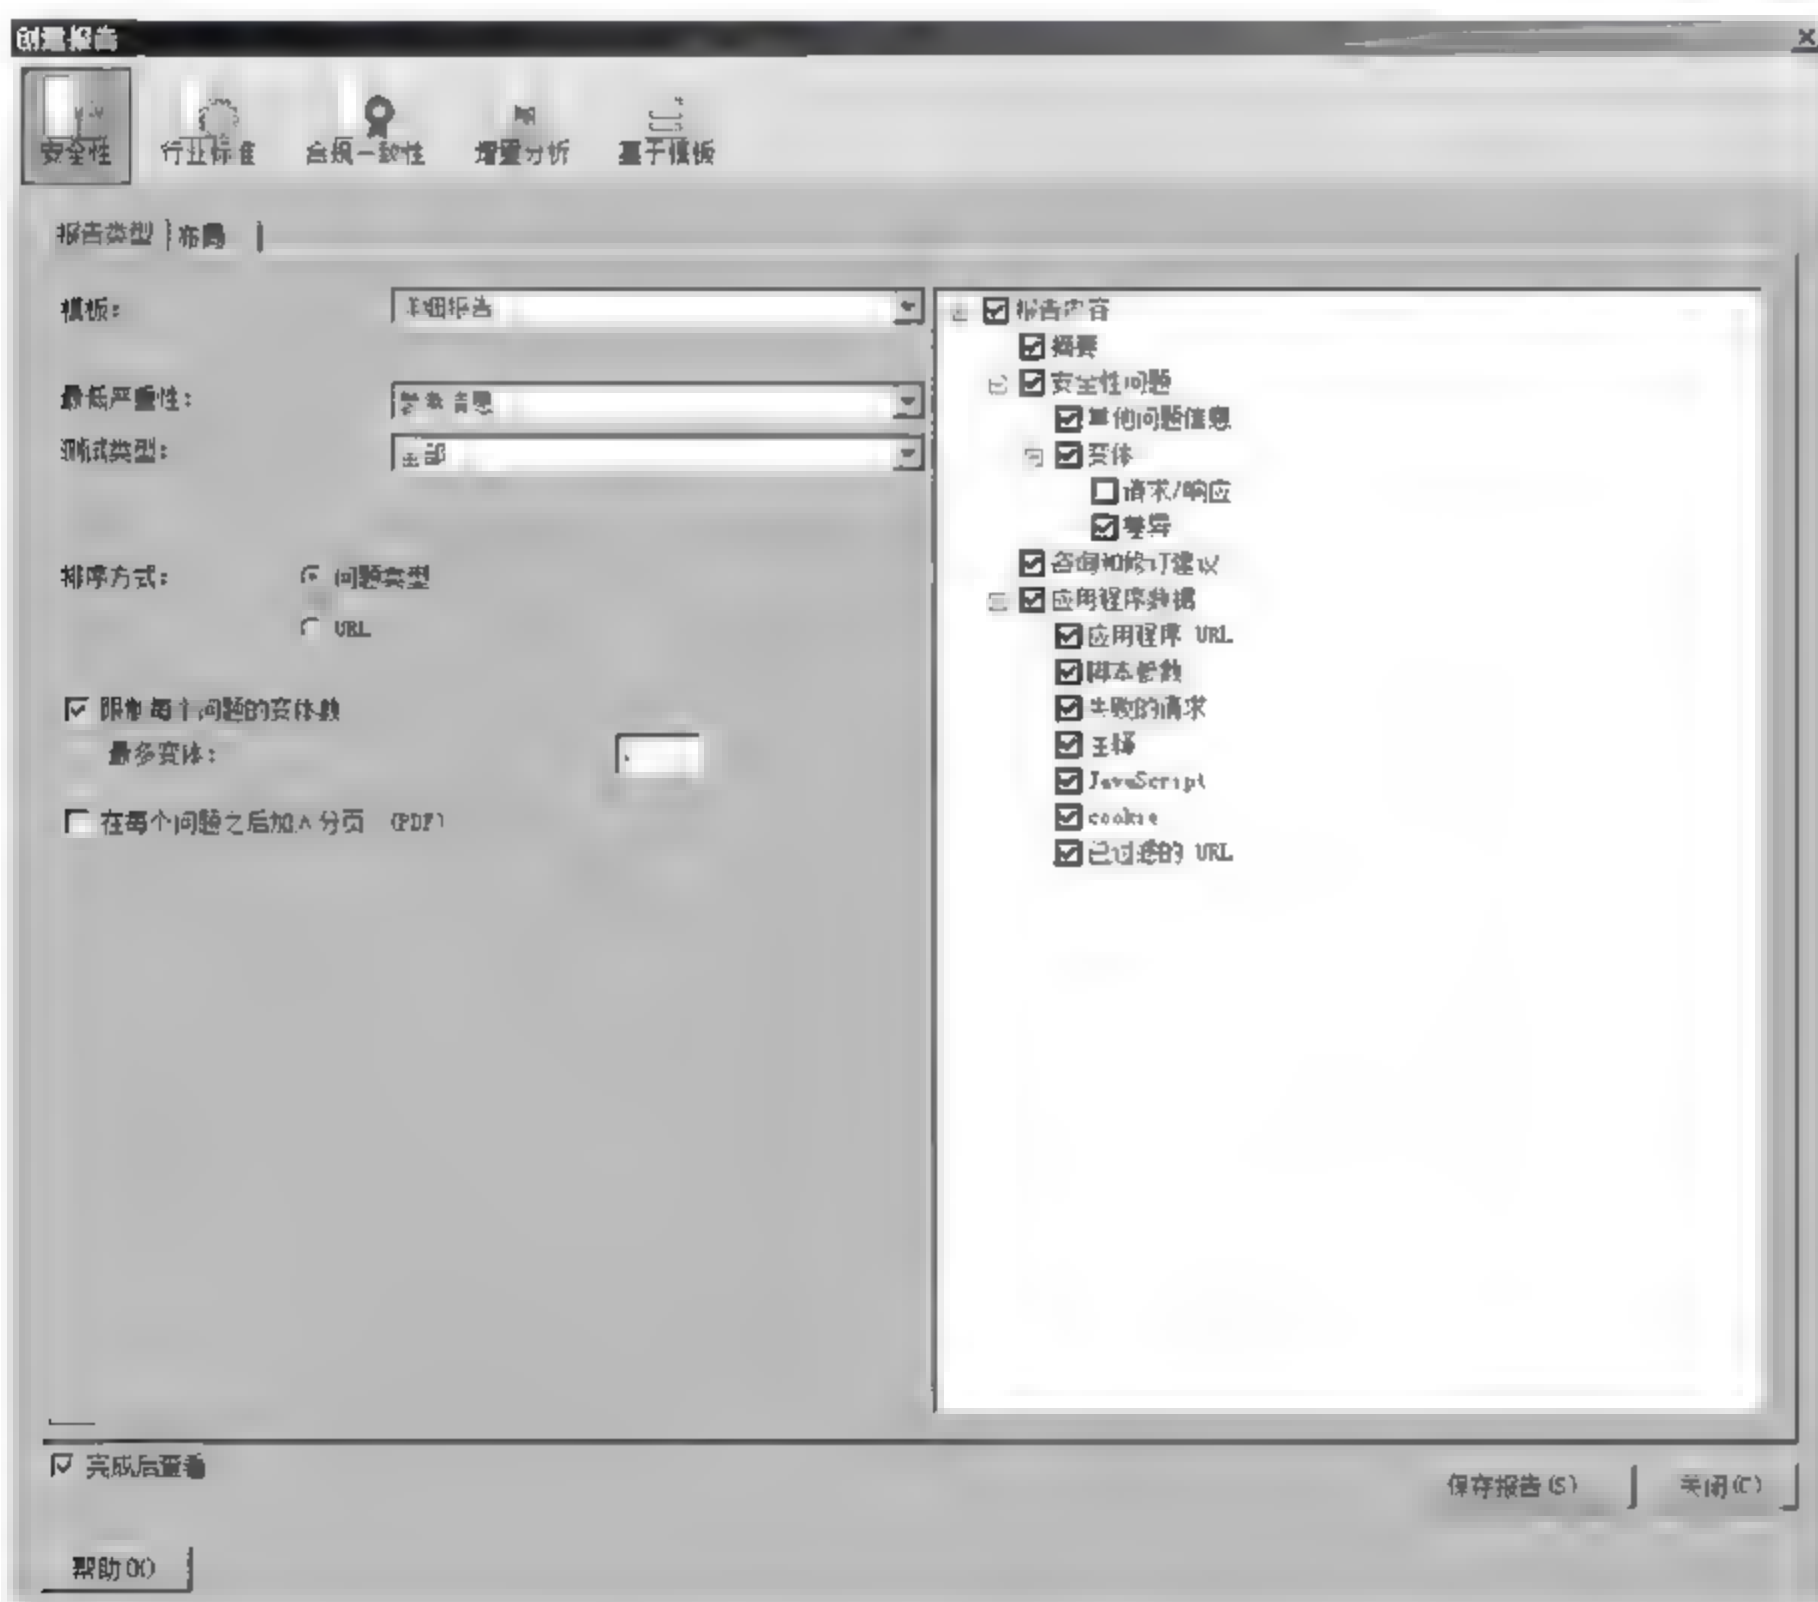 创建报告
安全性 行业标准 合规一致性 增量分析 基于模板
报告类型 布局
模板: 详细报告
最低严重性: 参考信息
测试类型: 全部
排序方式: 问题类型
URL
限制每个问题的变体数
最多变体:
在每个问题之后加入分页 (PDF)
报告内容
摘要
安全性问题
其他问题信息
变体
请求/响应
差异
咨询和修订建议
应用程序数据
应用程序 URL
脚本参数
失败的请求
主
JavaScript
cookie
已过滤的 URL
完成后查看
保存报告(S) 关闭(C)
帮助(H)